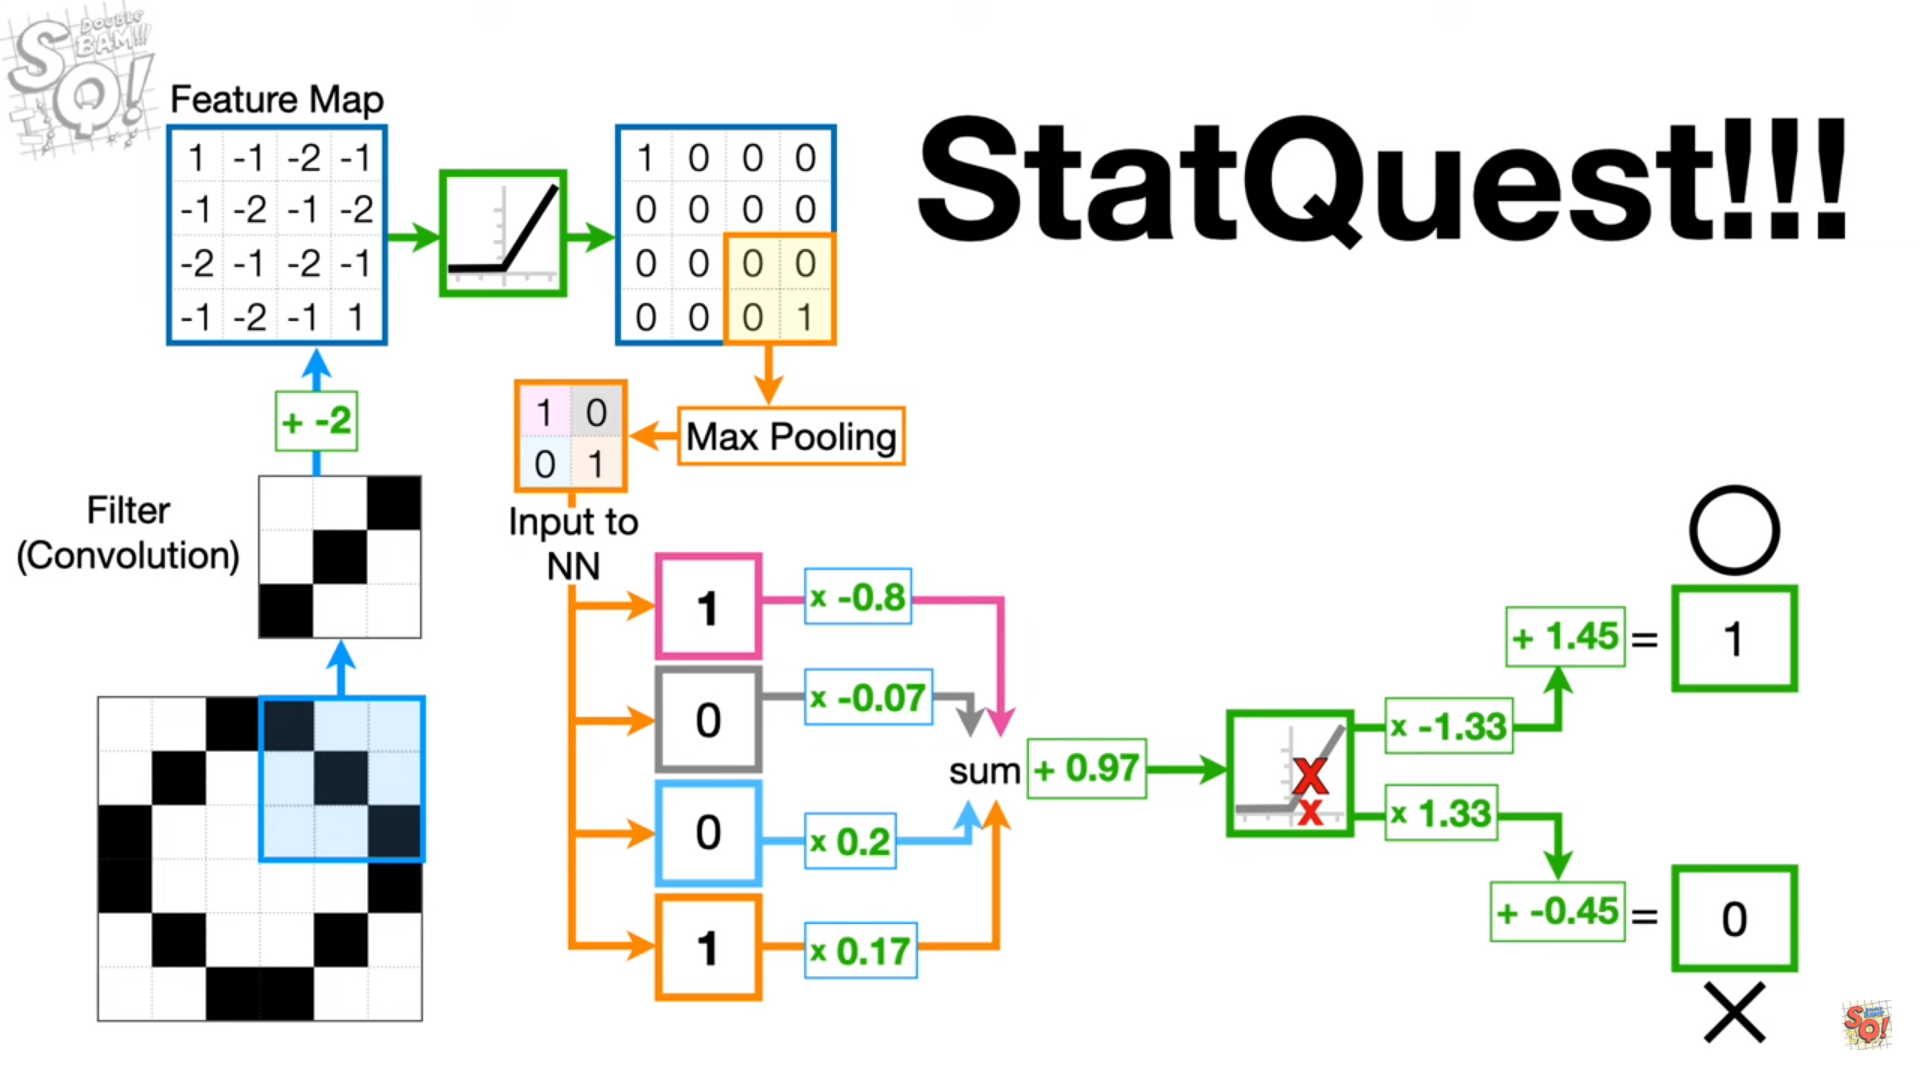 DOUBLE
BAM!!!
SQ!
StatQuest!!!
Feature Map
1 -1 -2 -1
-1 -2 -1 -2
-2 -1 -2 -1
-1 -2 -1 1
1 0 0 0
0 0 0 0
0 0 0 0
0 0 0 1
+ -2
Max Pooling
1 0
0 1
Filter
(Convolution)
Input to
NN
1
x -0.8
0
x -0.07
0
x 0.2
1
x 0.17
sum
+ 0.97
x -1.33
+ 1.45 =
1
x 1.33
+ -0.45 =
0
SQ!